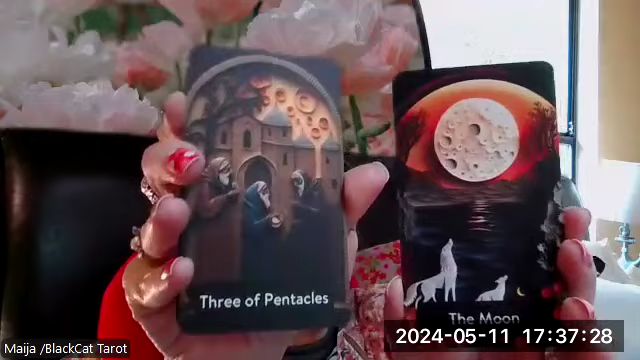 Three of Pentacles
The Moon
Maija /BlackCat Tarot
2024-05-11 17:37:28